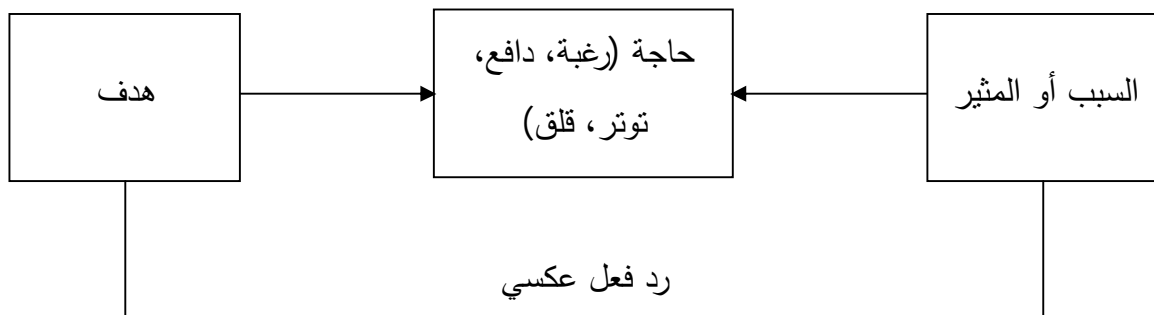 السبب أو المثير
حاجة (رغبة، دافع،
توتر، قلق)
هدف
رد فعل عكسي